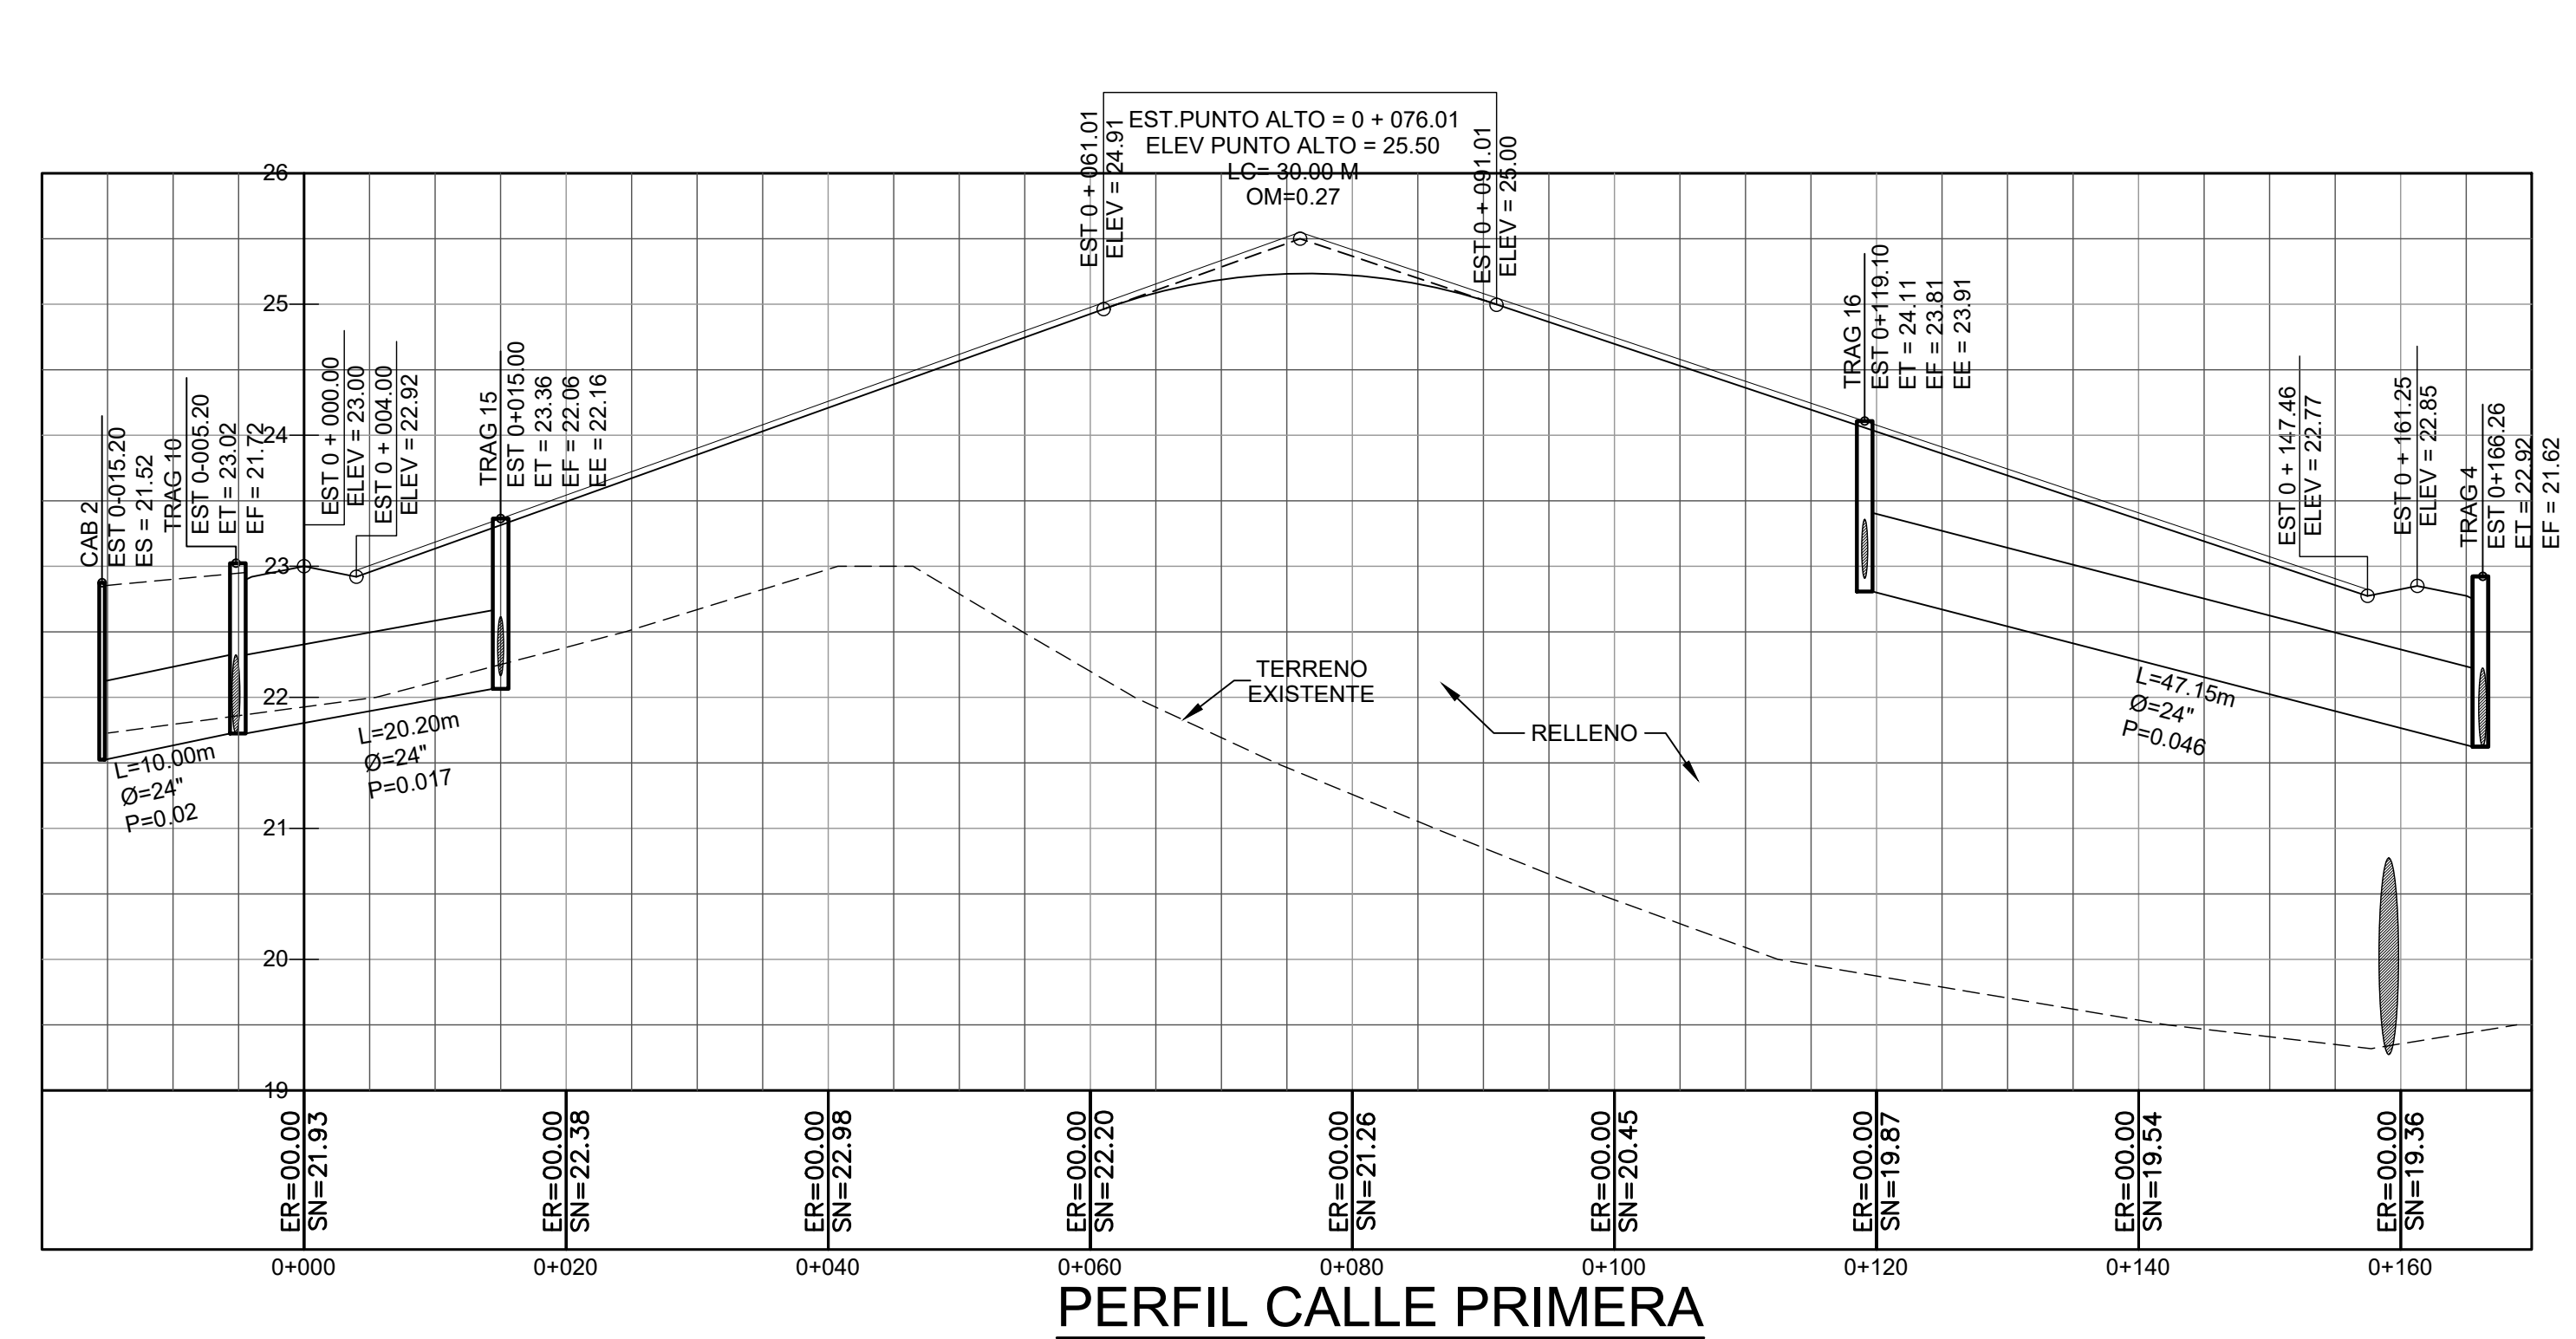 EST.PUNTO ALTO = 0 + 076.01
ELEV PUNTO ALTO = 25.50
LC= 30.00 M
OM=0.27
EST 0 + 061.01
ELEV = 24.91
EST 0 + 091.01
ELEV = 25.00
26
25
24
23
22
21
20
19
CAB 2
EST 0-015.20
ES = 21.52
TRAG 10
EST 0-005.20
ET = 23.02
EF = 21.72
EST 0 + 000.00
ELEV = 23.00
EST 0 + 004.00
ELEV = 22.92
TRAG 15
EST 0+015.00
ET = 23.36
EF = 22.06
EE = 22.16
TRAG 16
EST 0+119.10
ET = 24.11
EF = 23.81
EE = 23.91
EST 0 + 147.46
ELEV = 22.77
EST 0 + 161.25
ELEV = 22.85
TRAG 4
EST 0+166.26
ET = 22.92
EF = 21.62
L=10.00m
Ø=24"
P=0.02
L=20.20m
Ø=24"
P=0.017
TERRENO
EXISTENTE
RELLENO
L=47.15m
Ø=24"
P=0.046
ER=00.00
SN=21.93
ER=00.00
SN=22.38
ER=00.00
SN=22.98
ER=00.00
SN=22.20
ER=00.00
SN=21.26
ER=00.00
SN=20.45
ER=00.00
SN=19.87
ER=00.00
SN=19.54
ER=00.00
SN=19.36
0+000
0+020
0+040
0+060
0+080
0+100
0+120
0+140
0+160
PERFIL CALLE PRIMERA